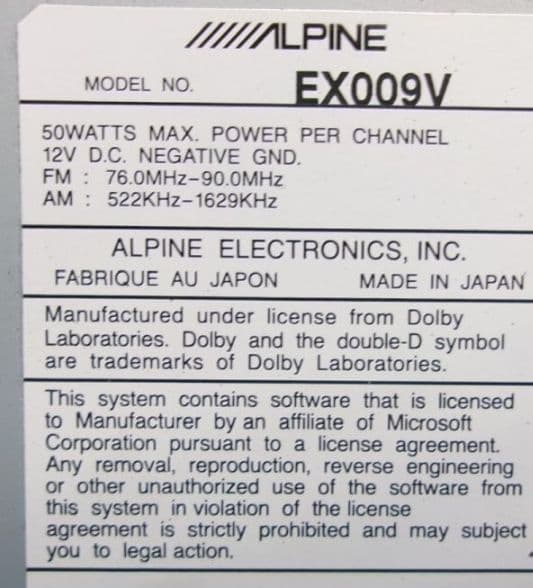 ALPINE
MODEL NO. EX009V
50WATTS MAX. POWER PER CHANNEL
12V D.C. NEGATIVE GND.
FM : 76.0MHz-90.0MHz
AM : 522KHz-1629KHz
ALPINE ELECTRONICS, INC.
FABRIQUE AU JAPON MADE IN JAPAN
Manufactured under license from Dolby
Laboratories. Dolby and the double-D symbol
are trademarks of Dolby Laboratories.
This system contains software that is licensed
to Manufacturer by an affiliate of Microsoft
Corporation pursuant to a license agreement.
Any removal, reproduction, reverse engineering
or other unauthorized use of the software from
this system in violation of the license
agreement is strictly prohibited and may subject
you to legal action.